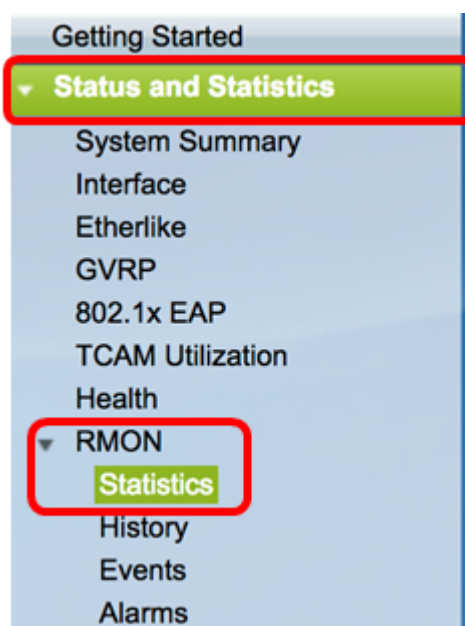 Getting Started
Status and Statistics
System Summary
Interface
Etherlike
GVRP
802.1x EAP
TCAM Utilization
Health
RMON
Statistics
History
Events
Alarms